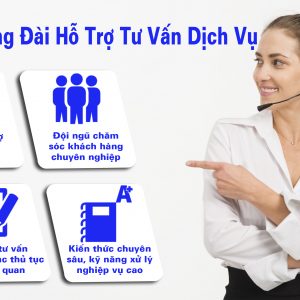 Đài Hỗ Trợ Tư Vấn Dịch Vụ
Đội ngũ chăm
sóc khách hàng
chuyên nghiệp
A+
tư vấn
thủ tục
quan
Kiến thức chuyên
sâu, kỹ năng xử lý
nghiệp vụ cao